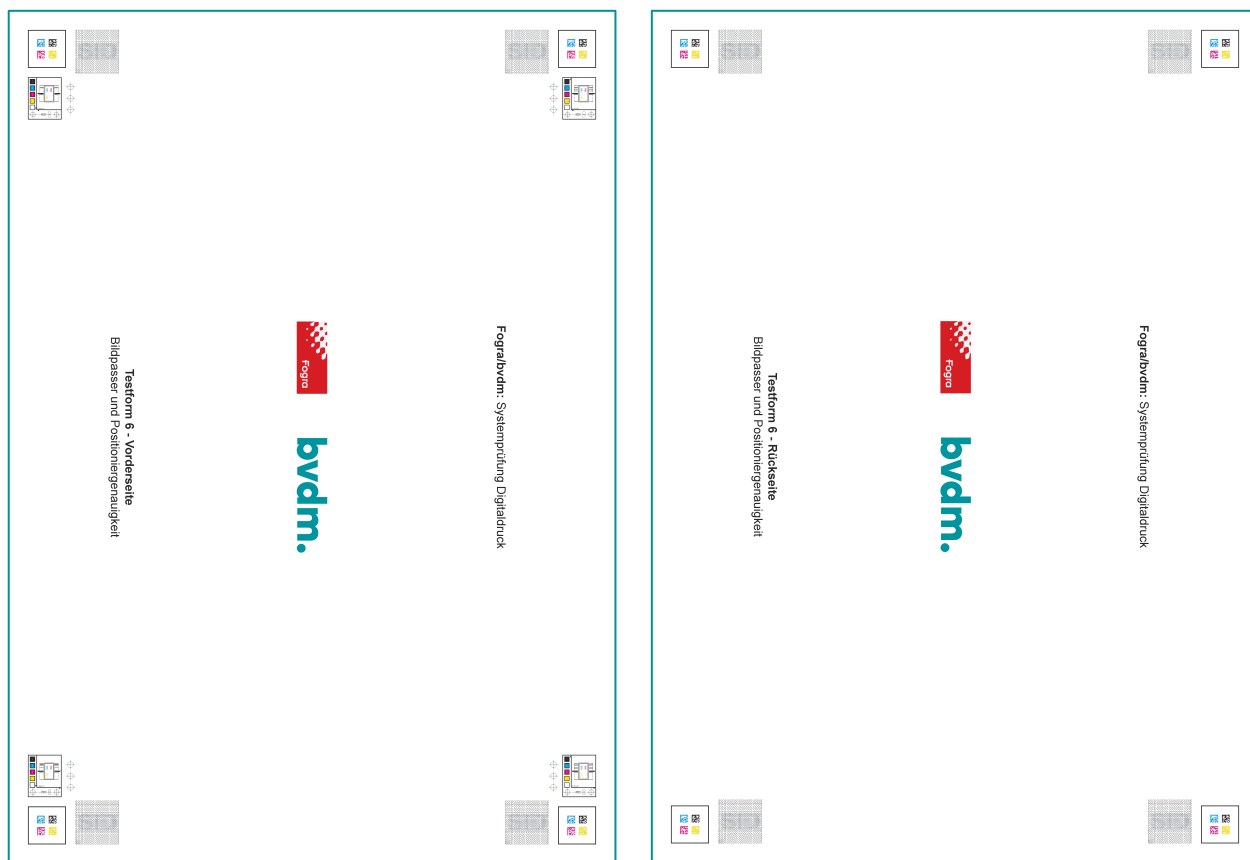 Fogra/bvdm: Systemprüfung Digitaldruck
Fogra
bvdm.
Testform 6 - Vorderseite
Bildpasser und Positioniergenauigkeit
Fogra/bvdm: Systemprüfung Digitaldruck
Fogra
bvdm.
Testform 6 - Rückseite
Bildpasser und Positioniergenauigkeit